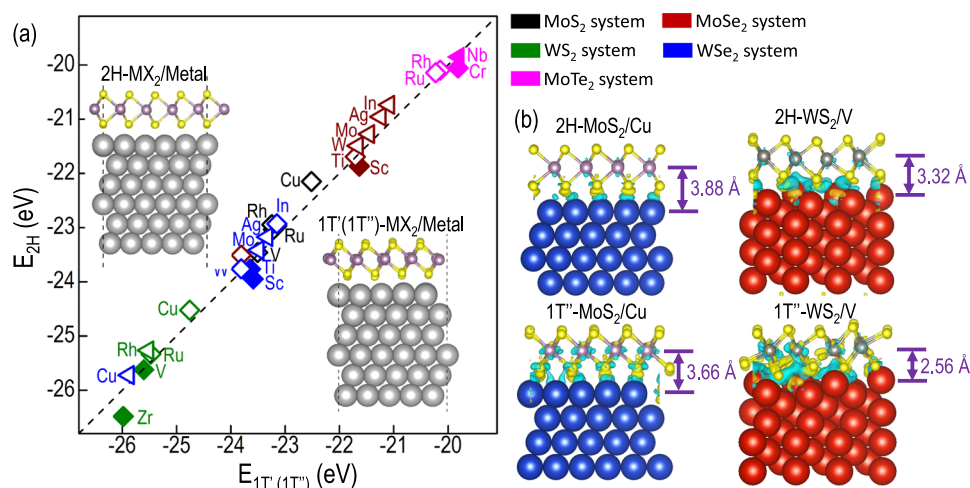 (a)
MoS2 system
MoSe2 system
WS2 system
WSe2 system
MoTe2 system
2H-MX2/Metal
Rh
Nb
Ru
Cr
In
Ag
Mo
W
Ti
Sc
Cu
Rh
In
Ag
Ru
Mo
V
Ti
Sc
1T'(1T'')-MX2/Metal
Cu
Rh
Ru
V
Cu
Zr
-20
-21
-22
-23
-24
-25
-26
E2H (eV)
-26
-25
-24
-23
-22
-21
-20
E1T'(1T'') (eV)
(b)
2H-MoS2/Cu
2H-WS2/V
3.88 Å
3.32 Å
1T''-MoS2/Cu
1T''-WS2/V
3.66 Å
2.56 Å